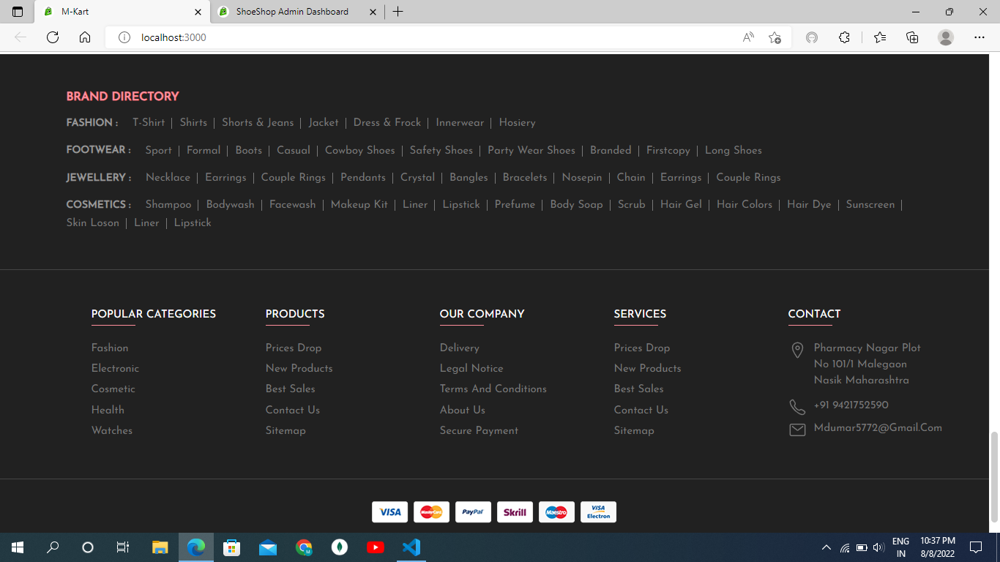 M-Kart
ShoeShop Admin Dashboard
localhost:3000
BRAND DIRECTORY
FASHION : T-Shirt | Shirts | Shorts & Jeans | Jacket | Dress & Frock | Innerwear | Hosiery
FOOTWEAR : Sport | Formal | Boots | Casual | Cowboy Shoes | Safety Shoes | Party Wear Shoes | Branded | Firstcopy | Long Shoes
JEWELLERY : Necklace | Earrings | Couple Rings | Pendants | Crystal | Bangles | Bracelets | Nosepin | Chain | Earrings | Couple Rings
COSMETICS : Shampoo | Bodywash | Facewash | Makeup Kit | Liner | Lipstick | Prefume | Body Soap | Scrub | Hair Gel | Hair Colors | Hair Dye | Sunscreen |
Skin Loson | Liner | Lipstick
POPULAR CATEGORIES
Fashion
Electronic
Cosmetic
Health
Watches
PRODUCTS
Prices Drop
New Products
Best Sales
Contact Us
Sitemap
OUR COMPANY
Delivery
Legal Notice
Terms And Conditions
About Us
Secure Payment
SERVICES
Prices Drop
New Products
Best Sales
Contact Us
Sitemap
CONTACT
Pharmacy Nagar Plot
No 101/1 Malegaon
Nasik Maharashtra
+91 9421752590
Mdumar5772@Gmail.Com
VISA
MasterCard
PayPal
Skrill
Maestro
VISA
Electron
ENG
IN
10:37 PM
8/8/2022